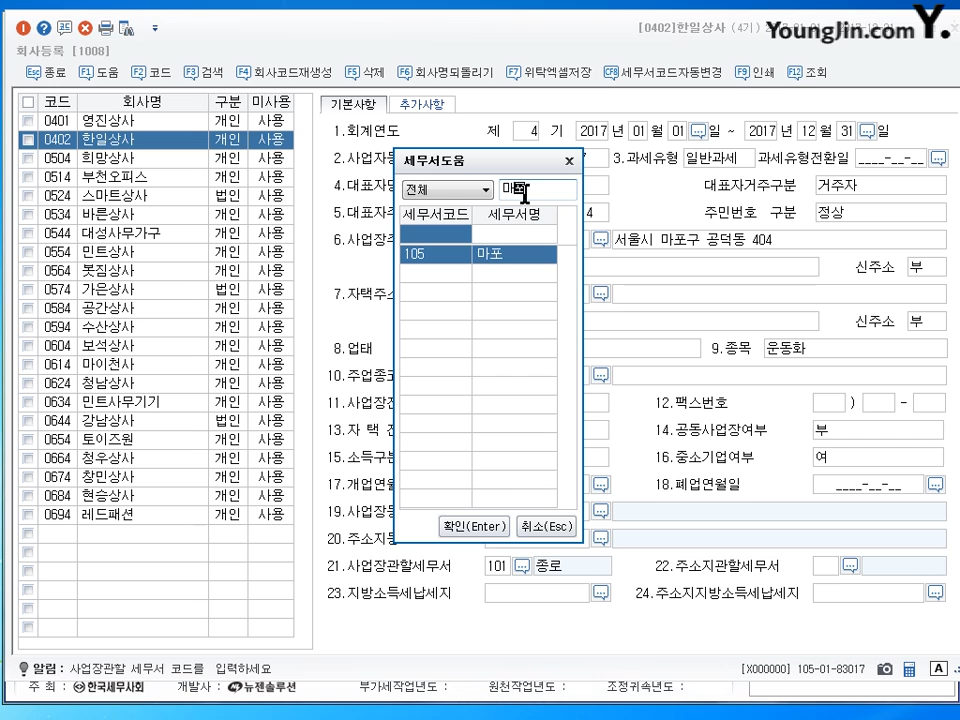 [0402]한일상사 (4기)
YoungJin.com Y.
회사등록 [1008]
Esc 종료 F1 도움 F2 코드 F3 검색 F4 회사코드재생성 F5 삭제 F6 회사명되돌리기 F7 위탁엑셀저장 CF8 세무서코드자동변경 F9 인쇄 F12 조회
코드 회사명 구분 미사용
0401 영진상사 개인 사용
0402 한일상사 개인 사용
0504 희망상사 개인 사용
0514 부천오피스 개인 사용
0524 스마트상사 법인 사용
0534 바른상사 개인 사용
0544 대성사무가구 개인 사용
0554 민트상사 개인 사용
0564 봇짐상사 개인 사용
0574 가은상사 법인 사용
0584 공간상사 개인 사용
0594 수산상사 개인 사용
0604 보석상사 개인 사용
0614 마이천사 개인 사용
0624 청남상사 개인 사용
0634 민트사무기기 개인 사용
0644 강남상사 법인 사용
0654 토이즈원 개인 사용
0664 청우상사 개인 사용
0674 창민상사 개인 사용
0684 현승상사 개인 사용
0694 레드패션 개인 사용
기본사항 추가사항
1.회계연도 제 4 기 2017 년 01 월 01 일 ~ 2017 년 12 월 31 일
2.사업자등 7 3.과세유형 일반과세 과세유형전환일 ____-__-__
4.대표자명 대표자거주구분 거주자
5.대표자주 4 주민번호 구분 정상
6.사업장주 서울시 마포구 공덕동 404
신주소 부
7.자택주소
신주소 부
8.업태 9.종목 운동화
10.주업종코
11.사업장전 12.팩스번호 ) -
13.자 택 전 14.공동사업장여부 부
15.소득구분 16.중소기업여부 여
17.개업연월 18.폐업연월일 ____-__-__
19.사업장동
20.주소지동
21.사업장관할세무서 101 종로 22.주소지관할세무서
23.지방소득세납세지 24.주소지지방소득세납세지
세무서도움 x
전체 마포
세무서코드 세무서명
105 마포
확인(Enter) 취소(Esc)
알림 : 사업장관할 세무서 코드를 입력하세요
[X000000] 105-01-83017 A
주 최 : 한국세무사회 개발사 : 뉴젠솔루션 부가세작업년도 : 원천작업년도 : 조정귀속년도 :